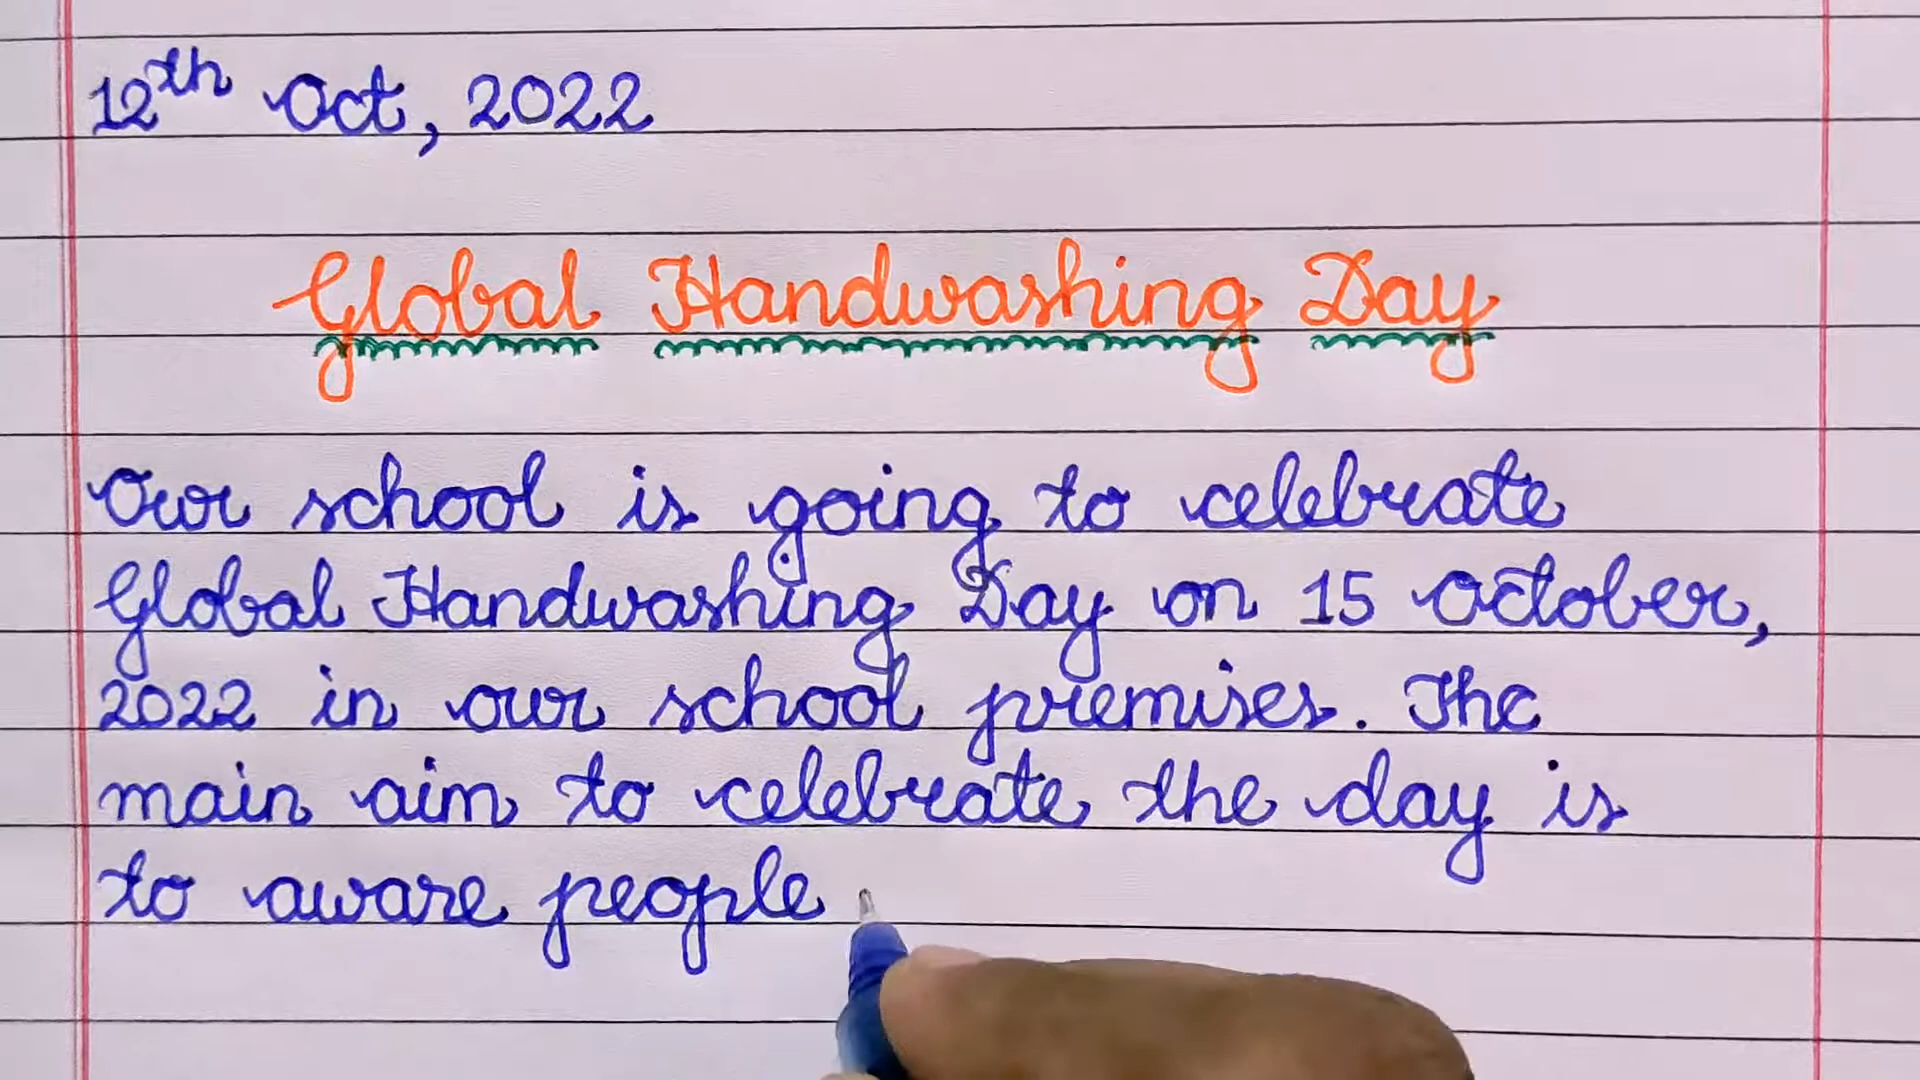 12th Oct, 2022
Global Handwashing Day
Our school is going to celebrate
Global Handwashing Day on 15 October,
2022 in our school premises. The
main aim to celebrate the day is
to aware people